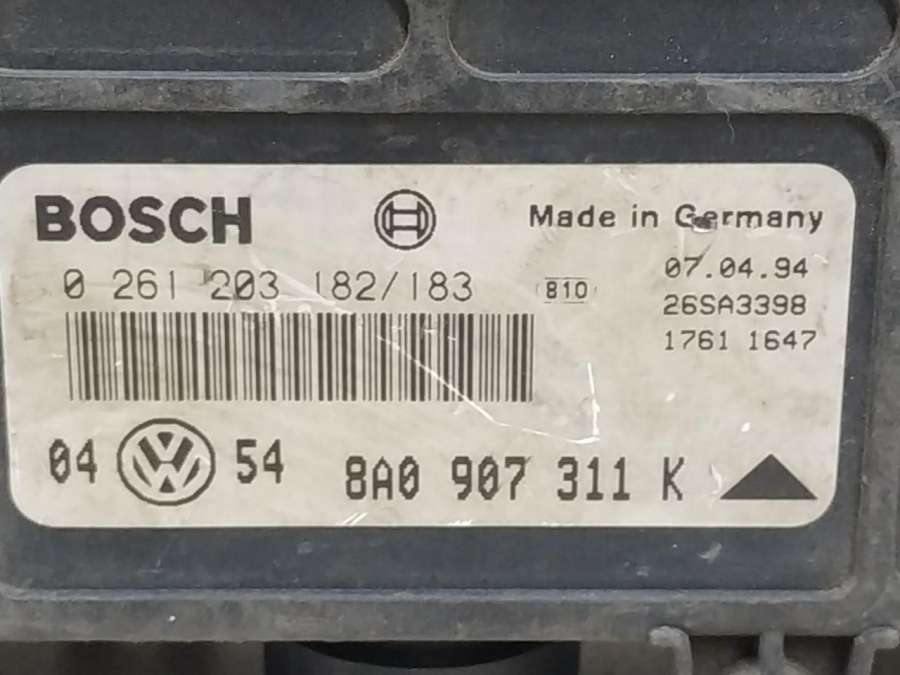 BOSCH Made in Germany
0 261 203 182/183 810 07.04.94
26SA3398
1761 1647
04 VW 54 8A0 907 311 K